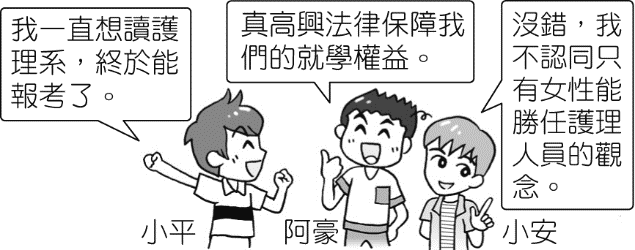 我一直想讀護
理系，終於能
報考了。
真高興法律保障我
們的就學權益。
沒錯，我
不認同只
有女性能
勝任護理
人員的觀
念。
小平
阿豪
小安